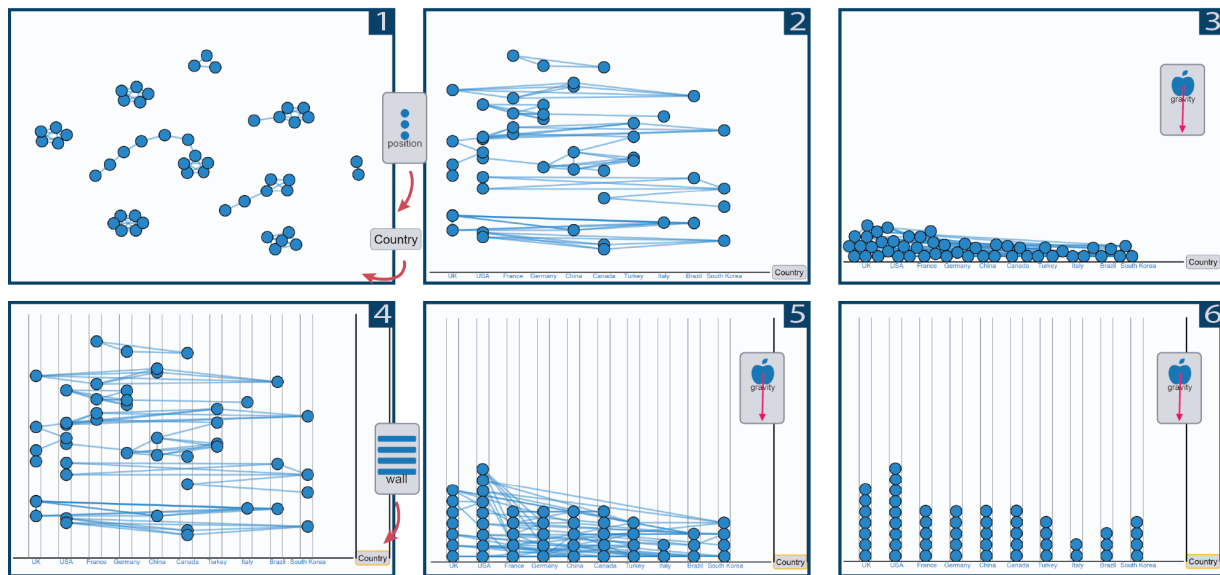 1
position
Country
2
UK USA France Germany China Canada Turkey Italy Brazil South Korea
Country
3
gravity
UK USA France Germany China Canada Turkey Italy Brazil South Korea
Country
4
wall
UK USA France Germany China Canada Turkey Italy Brazil South Korea
Country
5
gravity
UK USA France Germany China Canada Turkey Italy Brazil South Korea
Country
6
gravity
UK USA France Germany China Canada Turkey Italy Brazil South Korea
Country